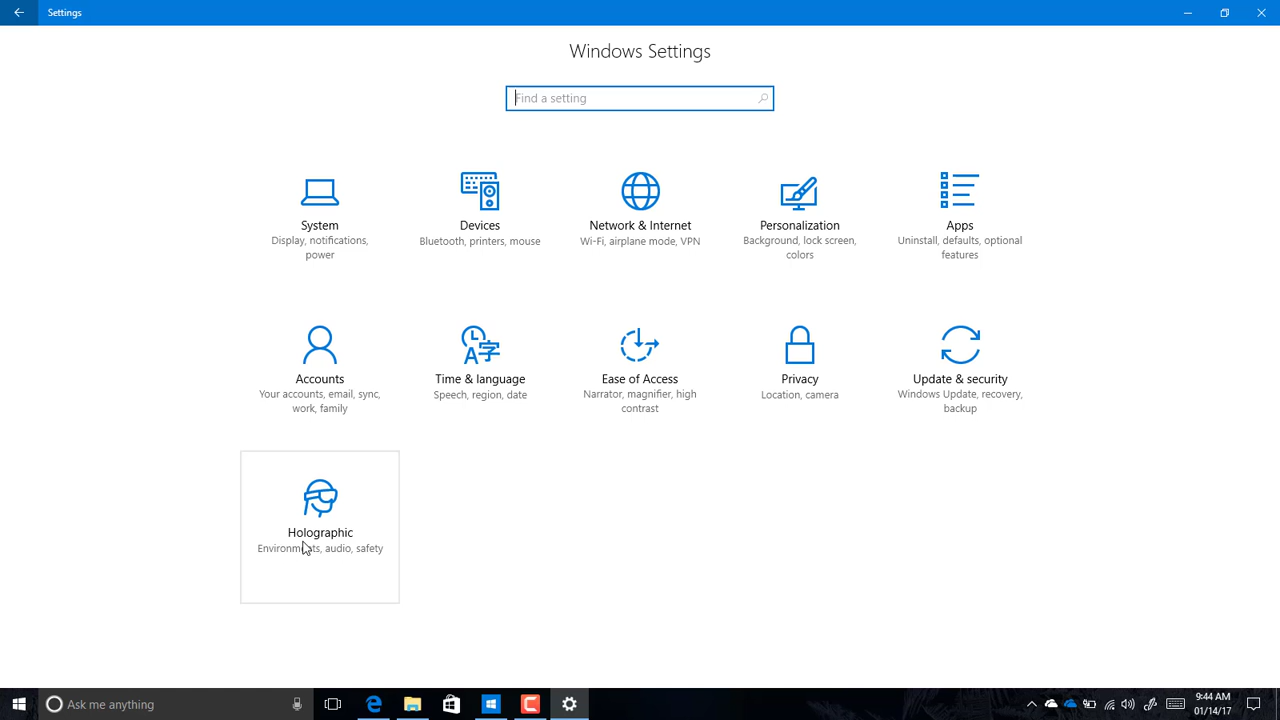 Settings
Windows Settings
Find a setting
System
Display, notifications,
power
Devices
Bluetooth, printers, mouse
Network & Internet
Wi-Fi, airplane mode, VPN
Personalization
Background, lock screen,
colors
Apps
Uninstall, defaults, optional
features
Accounts
Your accounts, email, sync,
work, family
A字
Time & language
Speech, region, date
Ease of Access
Narrator, magnifier, high
contrast
Privacy
Location, camera
Update & security
Windows Update, recovery,
backup
Holographic
Environments, audio, safety
Ask me anything
9:44 AM
01/14/17